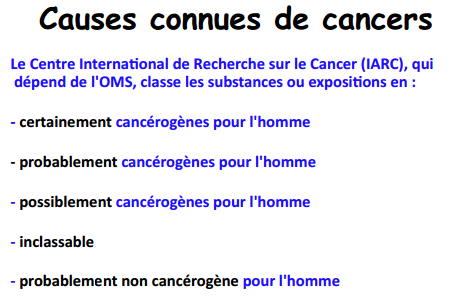 Causes connues de cancers
Le Centre International de Recherche sur le Cancer (IARC), qui
dépend de l'OMS, classe les substances ou expositions en :
- certainement cancérogènes pour l'homme
- probablement cancérogènes pour l'homme
- possiblement cancérogènes pour l'homme
- inclassable
- probablement non cancérogène pour l'homme